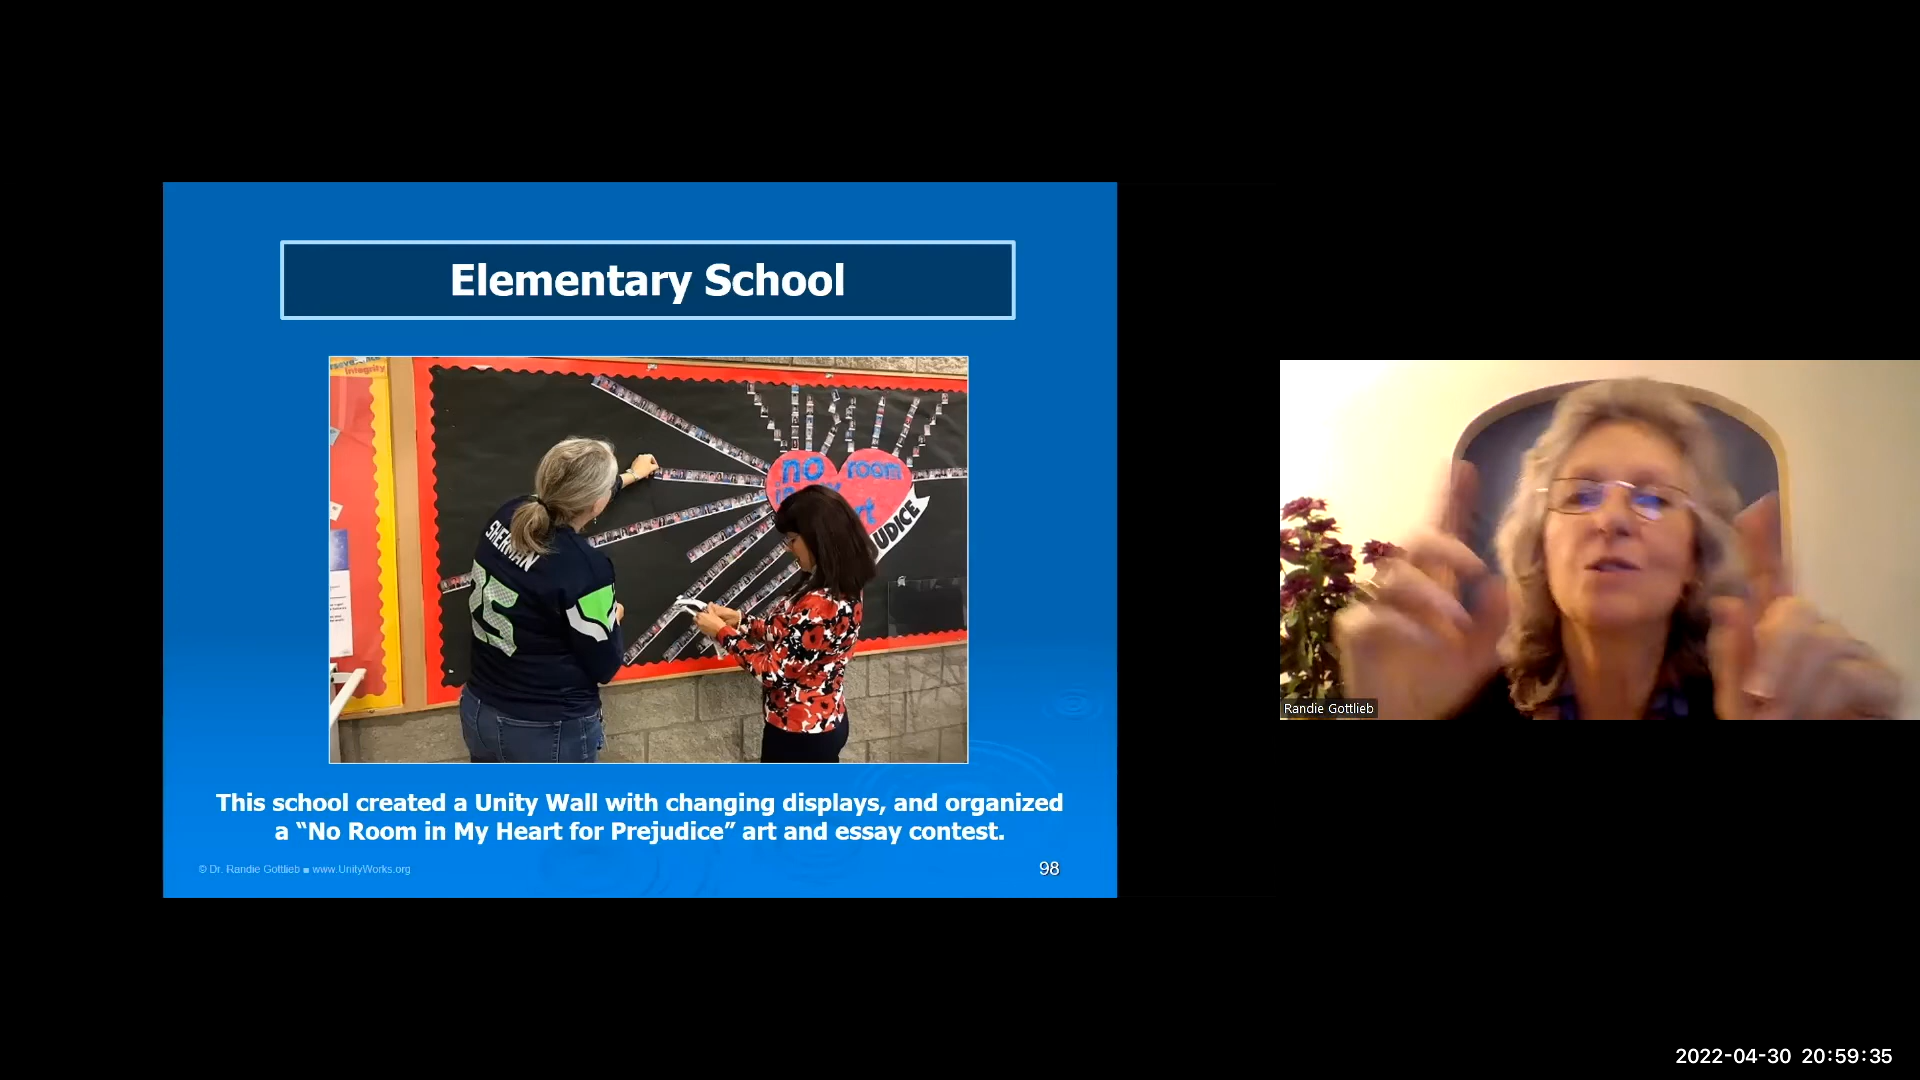 Elementary School
Integrity
SHERMAN
25
no room
UDICE
This school created a Unity Wall with changing displays, and organized
a “No Room in My Heart for Prejudice” art and essay contest.
© Dr. Randie Gottlieb ■ www.UnityWorks.org
98
Randie Gottlieb
2022-04-30 20:59:35